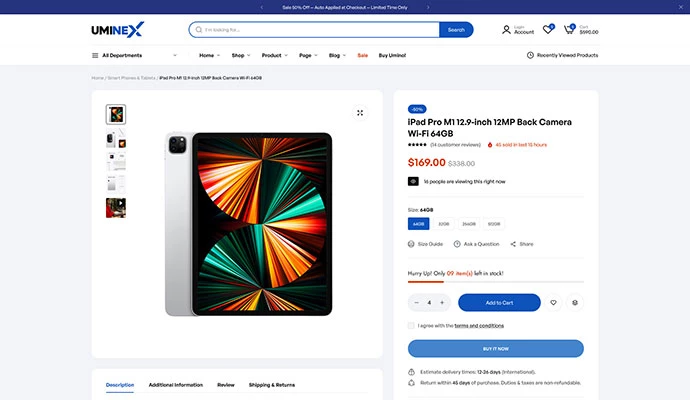 Sale 50% Off – Auto Applied at Checkout – Limited Time Only
UMINEX
I'm looking for...
Search
Login
Account
0
0
Cart
$590.00
All Departments
Home
Shop
Product
Page
Blog
Sale
Buy Umino!
Recently Viewed Products
Home / Smart Phones & Tablets / iPad Pro M1 12.9-inch 12MP Back Camera Wi-Fi 64GB
-50%
iPad Pro M1 12.9-inch 12MP Back Camera
Wi-Fi 64GB
(14 customer reviews)
45 sold in last 15 hours
$169.00 $338.00
16 people are viewing this right now
Size: 64GB
64GB
32GB
256GB
512GB
Size Guide
Ask a Question
Share
Hurry Up! Only 09 item(s) left in stock!
− 4 +
Add to Cart
I agree with the terms and conditions
BUY IT NOW
Estimate delivery times: 12-26 days (International).
Return within 45 days of purchase. Duties & taxes are non-refundable.
Description
Additional Information
Review
Shipping & Returns